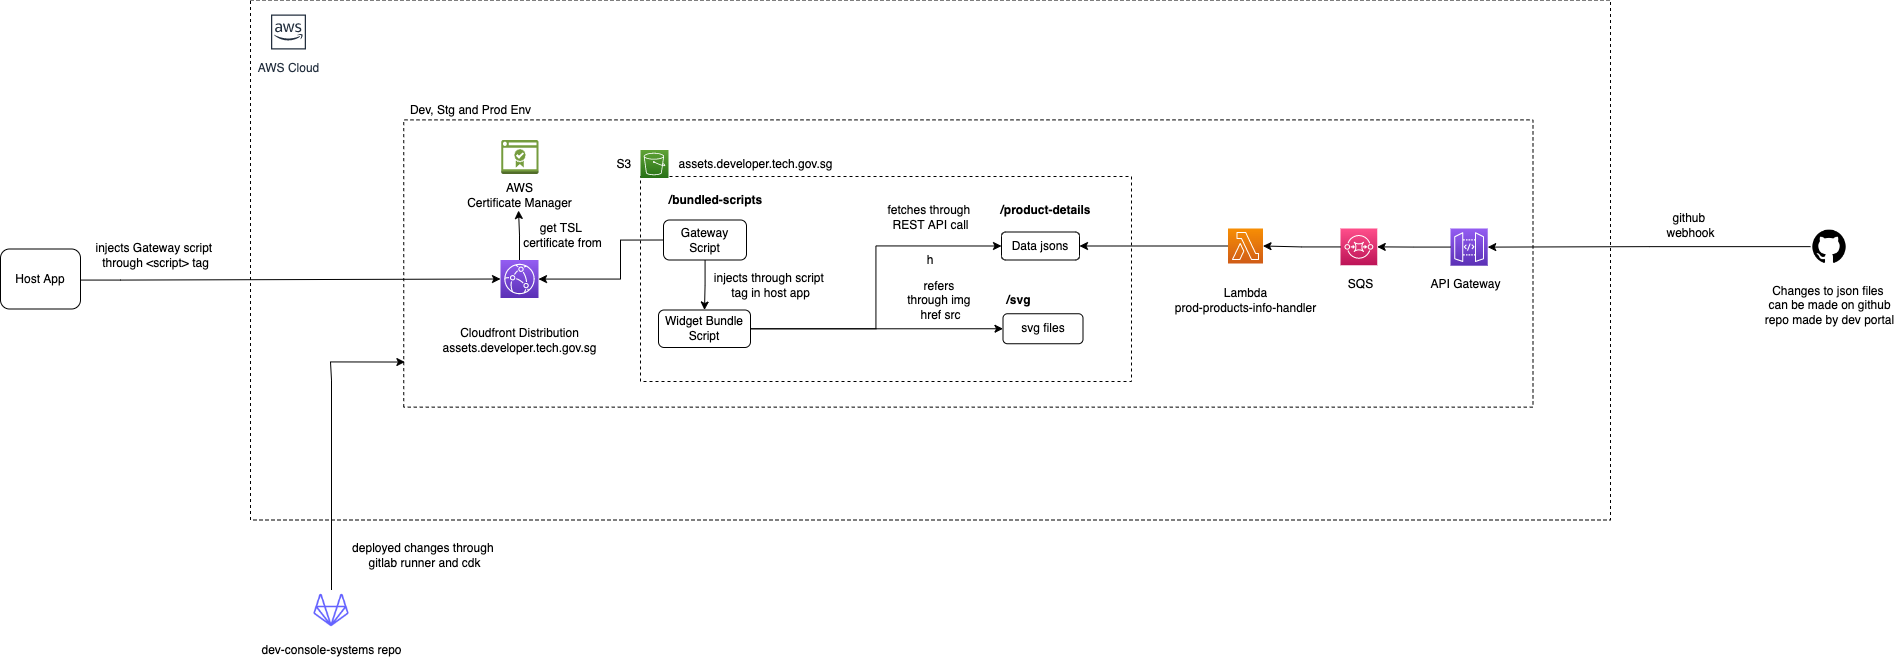 aws
AWS Cloud
Dev, Stg and Prod Env
AWS
Certificate Manager
get TSL
certificate from
S3
assets.developer.tech.gov.sg
/bundled-scripts
Gateway
Script
injects through script
tag in host app
Widget Bundle
Script
fetches through
REST API call
h
refers
through img
href src
/product-details
Data jsons
/svg
svg files
Host App
injects Gateway script
through <script> tag
Cloudfront Distribution
assets.developer.tech.gov.sg
Lambda
prod-products-info-handler
SQS
API Gateway
github
webhook
Changes to json files
can be made on github
repo made by dev portal
deployed changes through
gitlab runner and cdk
dev-console-systems repo